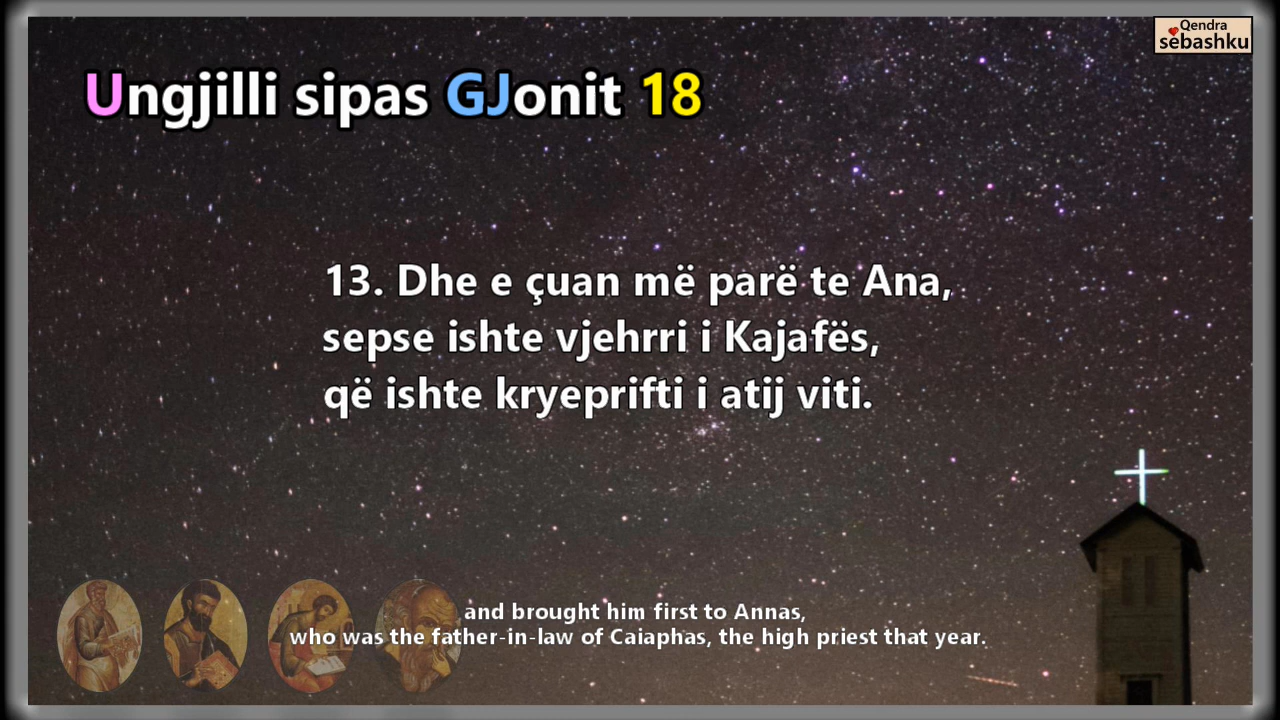 Qendra
sebashku
Ungjilli sipas GJonit 18
13. Dhe e çuan më parë te Ana,
sepse ishte vjehrri i Kajafës,
që ishte kryeprifti i atij viti.
and brought him first to Annas,
who was the father-in-law of Caiaphas, the high priest that year.